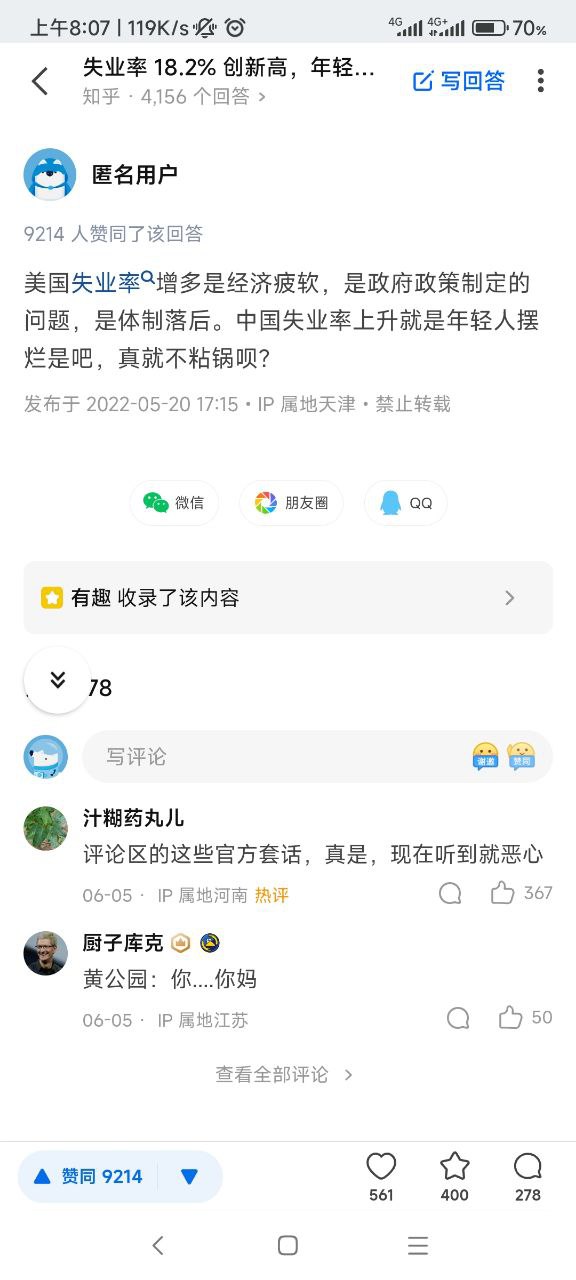 上午8:07 | 119K/s
4G 4G+ 70%
失业率 18.2% 创新高，年轻...
知乎 · 4,156 个回答 >
写回答
匿名用户
9214 人赞同了该回答
美国失业率增多是经济疲软，是政府政策制定的
问题，是体制落后。中国失业率上升就是年轻人摆
烂是吧，真就不粘锅呗？
发布于 2022-05-20 17:15 · IP 属地天津 · 禁止转载
微信 朋友圈 QQ
有趣 收录了该内容
78
写评论
谢邀 赞同
汁糊药丸儿
评论区的这些官方套话，真是，现在听到就恶心
06-05 · IP 属地河南 热评 367
厨子库克
黄公园：你....你妈
06-05 · IP 属地江苏 50
查看全部评论 >
赞同 9214
561 400 278